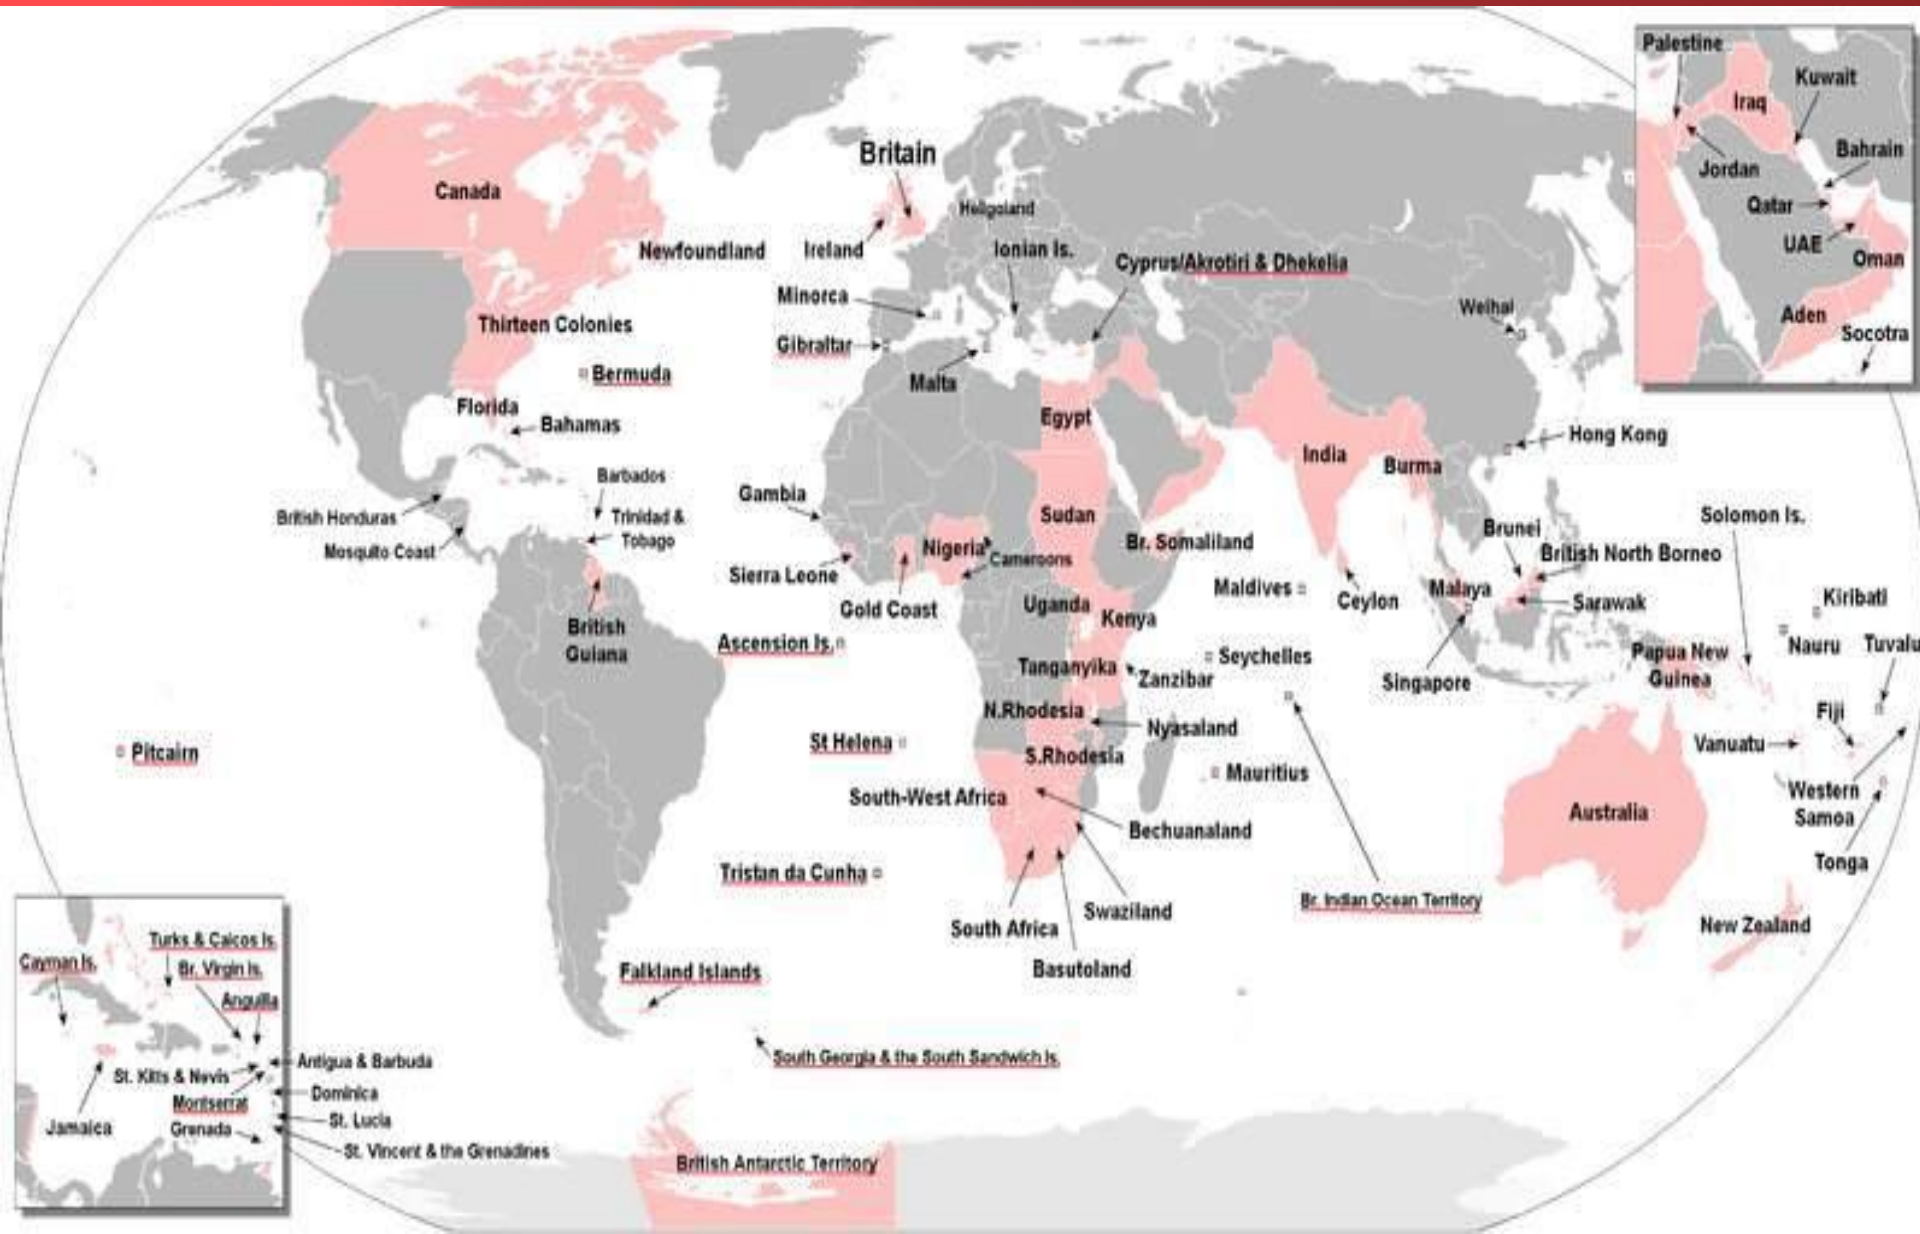 Canada
Newfoundland
Thirteen Colonies
Bermuda
Florida
Bahamas
Barbados
British Honduras
Trinidad &
Tobago
Mosquito Coast
British
Guiana
Pitcairn
Falkland Islands
South Georgia & the South Sandwich Is.
British Antarctic Territory
Britain
Heligoland
Ireland
Ionian Is.
Cyprus/Akrotiri & Dhekelia
Minorca
Gibraltar
Malta
Weihai
Egypt
Hong Kong
India
Burma
Gambia
Sudan
Solomon Is.
Brunei
Br. Somaliland
Nigeria
Cameroons
British North Borneo
Sierra Leone
Gold Coast
Maldives
Ceylon
Malaya
Sarawak
Kiribati
Uganda
Kenya
Ascension Is.
Nauru
Tuvalu
Seychelles
Tanganyika
Zanzibar
Singapore
Papua New
Guinea
N.Rhodesia
Nyasaland
Fiji
St Helena
Vanuatu
S.Rhodesia
Mauritius
South-West Africa
Western
Samoa
Bechuanaland
Australia
Tonga
Tristan da Cunha
Br. Indian Ocean Territory
Swaziland
South Africa
Basutoland
New Zealand
Palestine
Kuwait
Iraq
Bahrain
Jordan
Qatar
UAE
Oman
Aden
Socotra
Turks & Caicos Is.
Cayman Is.
Br. Virgin Is.
Anguilla
Antigua & Barbuda
St. Kitts & Nevis
Montserrat
Dominica
Jamaica
St. Lucia
Grenada
St. Vincent & the Grenadines